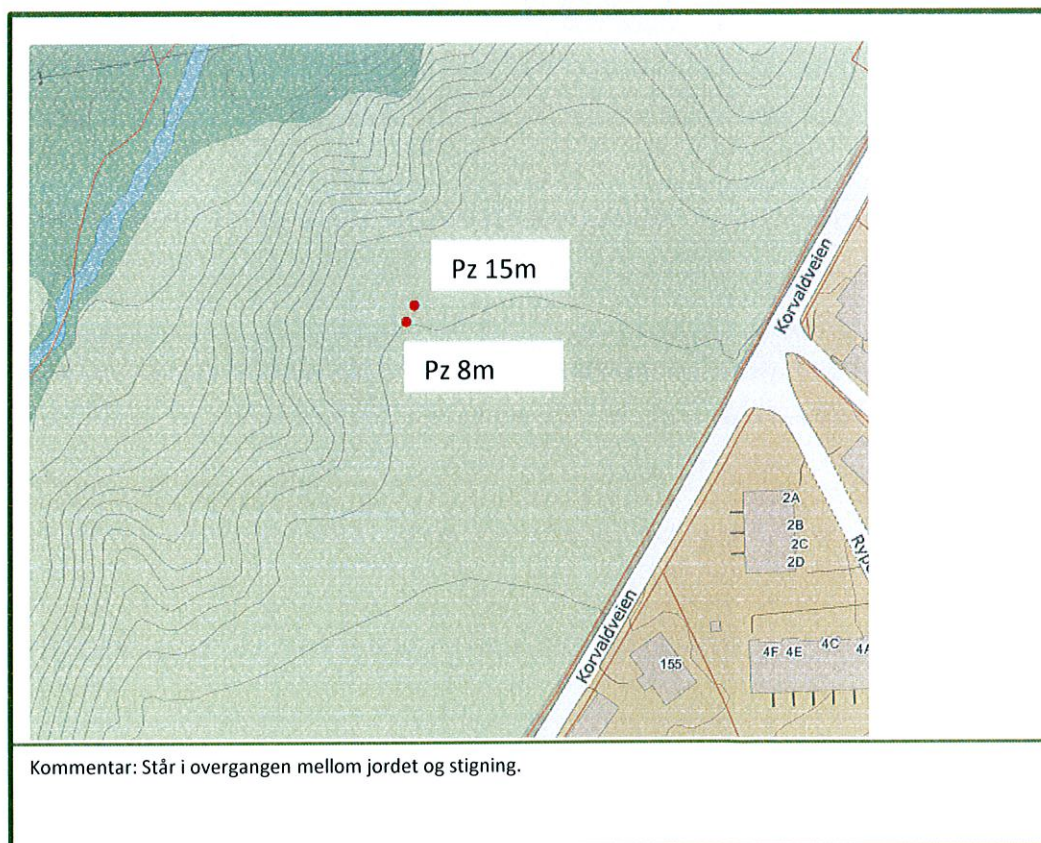 Pz 15m
Korvaldveien
Pz 8m
2A
2B
2C
2D
Korvaldveien
155
4F 4E 4C 4A
Kommentar: Står i overgangen mellom jordet og stigning.